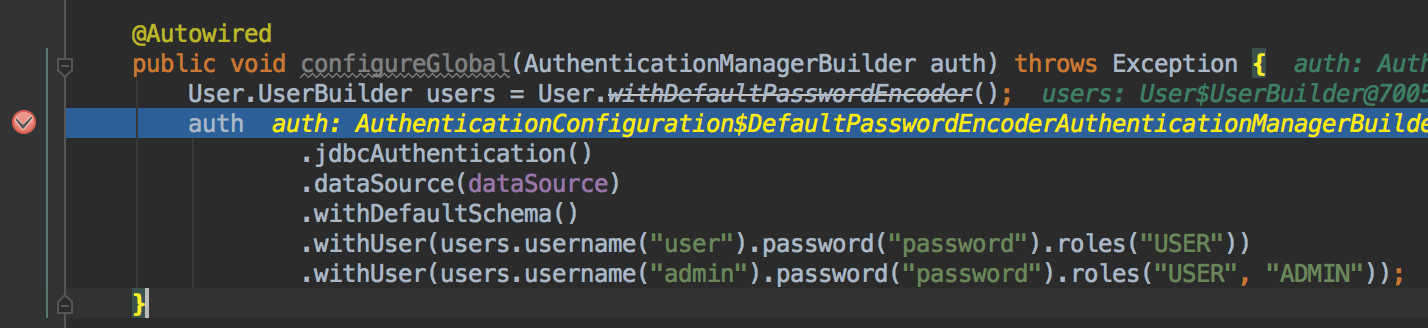 @Autowired
public void configureGlobal(AuthenticationManagerBuilder auth) throws Exception { auth: Auth
User.UserBuilder users = User.withDefaultPasswordEncoder(); users: User$UserBuilder@7005
auth auth: AuthenticationConfiguration$DefaultPasswordEncoderAuthenticationManagerBuilde
.jdbcAuthentication()
.dataSource(dataSource)
.withDefaultSchema()
.withUser(users.username("user").password("password").roles("USER"))
.withUser(users.username("admin").password("password").roles("USER", "ADMIN"));
}